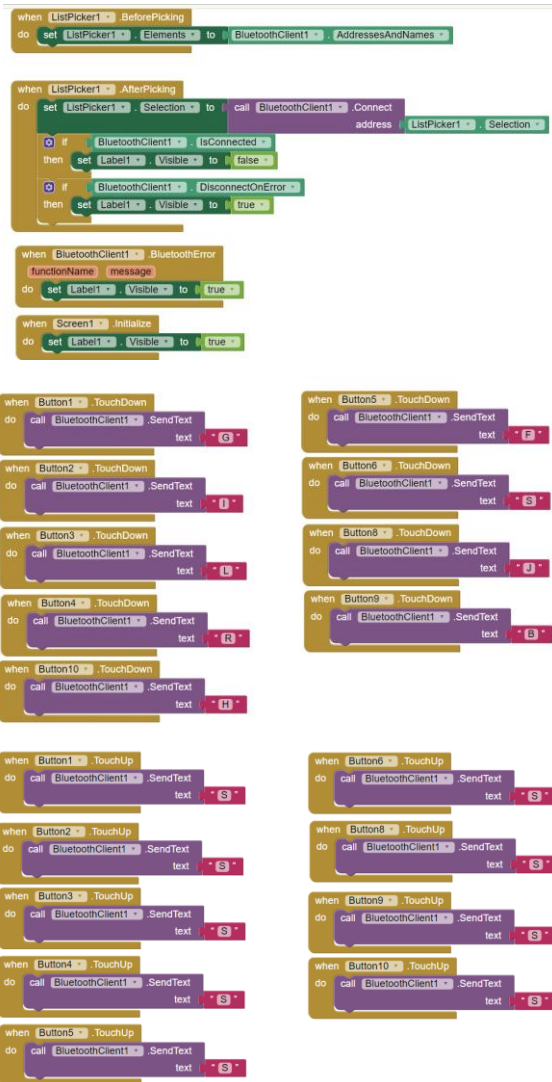 when ListPicker1 .BeforePicking
do set ListPicker1 . Elements to BluetoothClient1 . AddressesAndNames
when ListPicker1 .AfterPicking
do set ListPicker1 . Selection to call BluetoothClient1 .Connect
address ListPicker1 . Selection
if BluetoothClient1 . IsConnected
then set Label1 . Visible to false
if BluetoothClient1 . DisconnectOnError
then set Label1 . Visible to true
when BluetoothClient1 .BluetoothError
functionName message
do set Label1 . Visible to true
when Screen1 .Initialize
do set Label1 . Visible to true
when Button1 .TouchDown
do call BluetoothClient1 .SendText
text " G "
when Button2 .TouchDown
do call BluetoothClient1 .SendText
text " I "
when Button3 .TouchDown
do call BluetoothClient1 .SendText
text " L "
when Button4 .TouchDown
do call BluetoothClient1 .SendText
text " R "
when Button10 .TouchDown
do call BluetoothClient1 .SendText
text " H "
when Button5 .TouchDown
do call BluetoothClient1 .SendText
text " F "
when Button6 .TouchDown
do call BluetoothClient1 .SendText
text " S "
when Button8 .TouchDown
do call BluetoothClient1 .SendText
text " J "
when Button9 .TouchDown
do call BluetoothClient1 .SendText
text " B "
when Button1 .TouchUp
do call BluetoothClient1 .SendText
text " S "
when Button2 .TouchUp
do call BluetoothClient1 .SendText
text " S "
when Button3 .TouchUp
do call BluetoothClient1 .SendText
text " S "
when Button4 .TouchUp
do call BluetoothClient1 .SendText
text " S "
when Button5 .TouchUp
do call BluetoothClient1 .SendText
text " S "
when Button6 .TouchUp
do call BluetoothClient1 .SendText
text " S "
when Button8 .TouchUp
do call BluetoothClient1 .SendText
text " S "
when Button9 .TouchUp
do call BluetoothClient1 .SendText
text " S "
when Button10 .TouchUp
do call BluetoothClient1 .SendText
text " S "